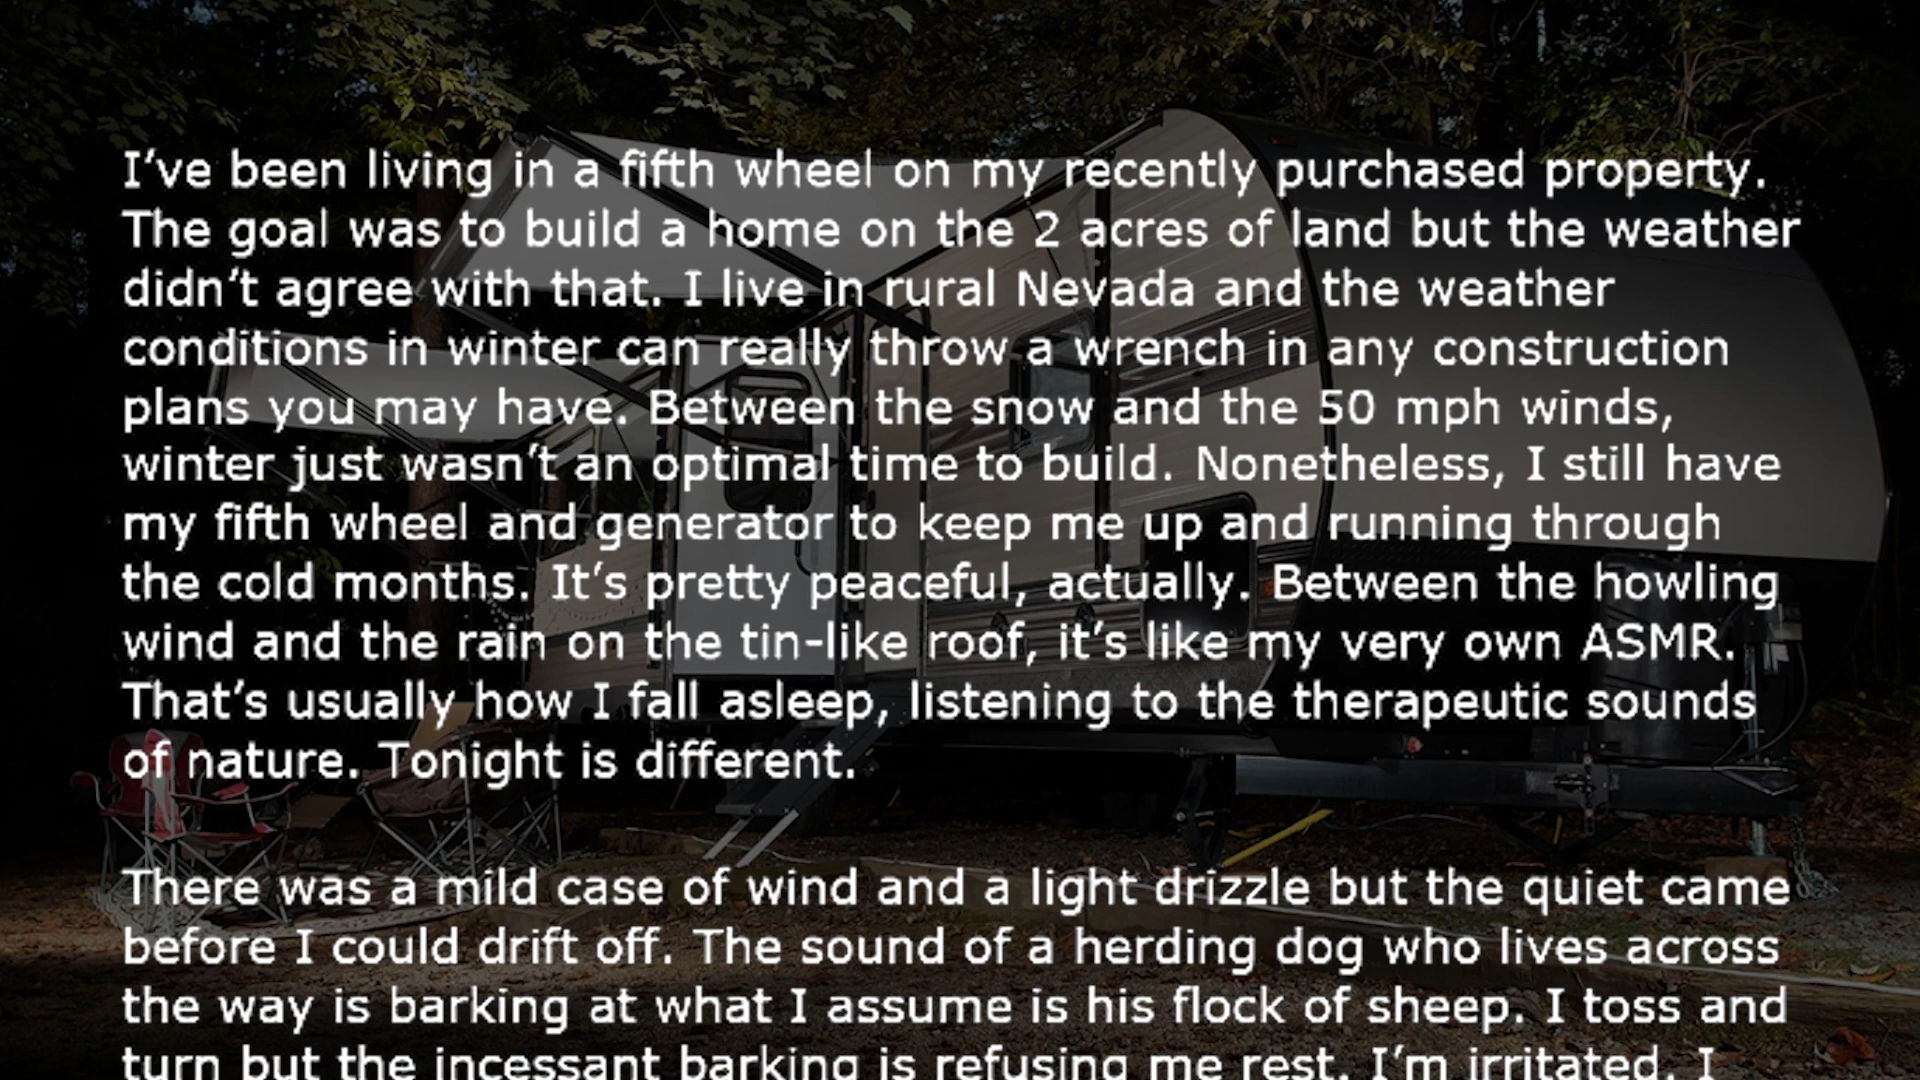 I’ve been living in a fifth wheel on my recently purchased property.
The goal was to build a home on the 2 acres of land but the weather
didn’t agree with that. I live in rural Nevada and the weather
conditions in winter can really throw a wrench in any construction
plans you may have. Between the snow and the 50 mph winds,
winter just wasn’t an optimal time to build. Nonetheless, I still have
my fifth wheel and generator to keep me up and running through
the cold months. It’s pretty peaceful, actually. Between the howling
wind and the rain on the tin-like roof, it’s like my very own ASMR.
That’s usually how I fall asleep, listening to the therapeutic sounds
of nature. Tonight is different.
There was a mild case of wind and a light drizzle but the quiet came
before I could drift off. The sound of a herding dog who lives across
the way is barking at what I assume is his flock of sheep. I toss and
turn but the incessant barking is refusing me rest. I’m irritated. I